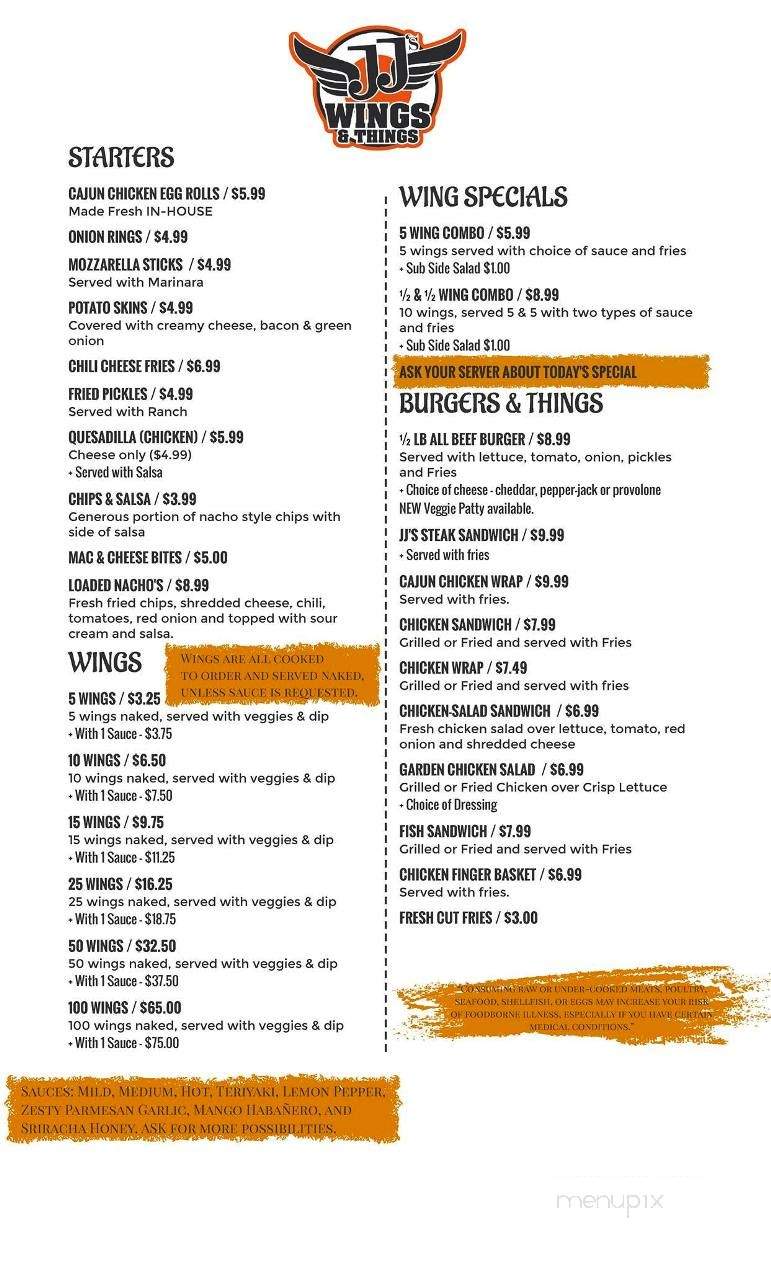 JJ's
WINGS
& THINGS
STARTERS
CAJUN CHICKEN EGG ROLLS / $5.99
Made Fresh IN-HOUSE
ONION RINGS / $4.99
MOZZARELLA STICKS / $4.99
Served with Marinara
POTATO SKINS / $4.99
Covered with creamy cheese, bacon & green
onion
CHILI CHEESE FRIES / $6.99
FRIED PICKLES / $4.99
Served with Ranch
QUESADILLA (CHICKEN) / $5.99
Cheese only ($4.99)
+ Served with Salsa
CHIPS & SALSA / $3.99
Generous portion of nacho style chips with
side of salsa
MAC & CHEESE BITES / $5.00
LOADED NACHO'S / $8.99
Fresh fried chips, shredded cheese, chili,
tomatoes, red onion and topped with sour
cream and salsa.
WINGS
WINGS ARE ALL COOKED
TO ORDER AND SERVED NAKED,
UNLESS SAUCE IS REQUESTED.
5 WINGS / $3.25
5 wings naked, served with veggies & dip
+ With 1 Sauce - $3.75
10 WINGS / $6.50
10 wings naked, served with veggies & dip
+ With 1 Sauce - $7.50
15 WINGS / $9.75
15 wings naked, served with veggies & dip
+ With 1 Sauce - $11.25
25 WINGS / $16.25
25 wings naked, served with veggies & dip
+ With 1 Sauce - $18.75
50 WINGS / $32.50
50 wings naked, served with veggies & dip
+ With 1 Sauce - $37.50
100 WINGS / $65.00
100 wings naked, served with veggies & dip
+ With 1 Sauce - $75.00
SAUCES: MILD, MEDIUM, HOT, TERIYAKI, LEMON PEPPER,
ZESTY PARMESAN GARLIC, MANGO HABAÑERO, AND
SRIRACHA HONEY. ASK FOR MORE POSSIBILITIES.
WING SPECIALS
5 WING COMBO / $5.99
5 wings served with choice of sauce and fries
+ Sub Side Salad $1.00
½ & ½ WING COMBO / $8.99
10 wings, served 5 & 5 with two types of sauce
and fries
+ Sub Side Salad $1.00
ASK YOUR SERVER ABOUT TODAY'S SPECIAL
BURGERS & THINGS
½ LB ALL BEEF BURGER / $8.99
Served with lettuce, tomato, onion, pickles
and Fries
+ Choice of cheese - cheddar, pepper-jack or provolone
NEW Veggie Patty available.
JJ'S STEAK SANDWICH / $9.99
+ Served with fries
CAJUN CHICKEN WRAP / $9.99
Served with fries.
CHICKEN SANDWICH / $7.99
Grilled or Fried and served with Fries
CHICKEN WRAP / $7.49
Grilled or Fried and served with fries
CHICKEN-SALAD SANDWICH / $6.99
Fresh chicken salad over lettuce, tomato, red
onion and shredded cheese
GARDEN CHICKEN SALAD / $6.99
Grilled or Fried Chicken over Crisp Lettuce
+ Choice of Dressing
FISH SANDWICH / $7.99
Grilled or Fried and served with Fries
CHICKEN FINGER BASKET / $6.99
Served with fries.
FRESH CUT FRIES / $3.00
"CONSUMING RAW OR UNDER-COOKED MEATS, POULTRY,
SEAFOOD, SHELLFISH, OR EGGS MAY INCREASE YOUR RISK
OF FOODBORNE ILLNESS, ESPECIALLY IF YOU HAVE CERTAIN
MEDICAL CONDITIONS."
menupix